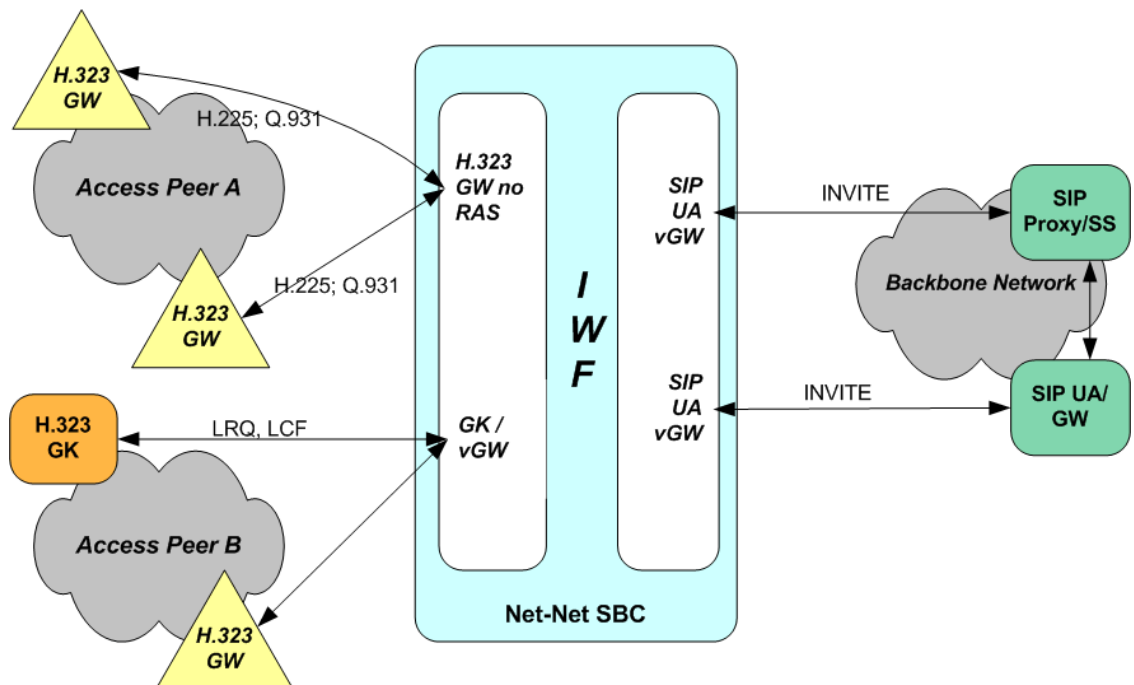 H.323
GW
H.225; Q.931
Access Peer A
H.225; Q.931
H.323
GW
H.323
GK
LRQ, LCF
Access Peer B
H.323
GW
H.323
GW no
RAS
GK /
vGW
I
W
F
SIP
UA
vGW
SIP
UA
vGW
Net-Net SBC
INVITE
SIP
Proxy/SS
Backbone Network
INVITE
SIP UA/
GW